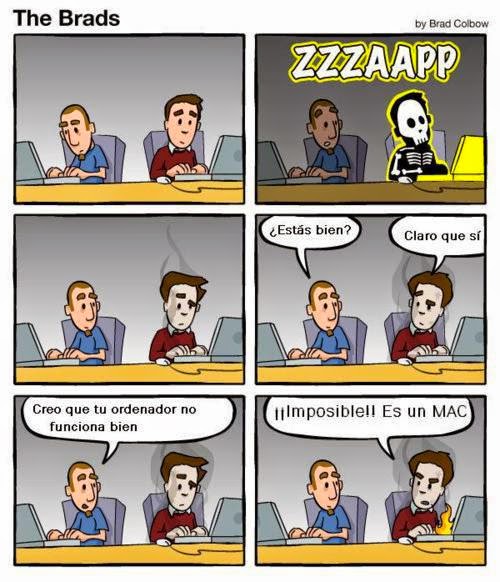 The Brads
by Brad Colbow
ZZZAAPP
¿Estás bien?
Claro que sí
Creo que tu ordenador no
funciona bien
¡¡Imposible!! Es un MAC